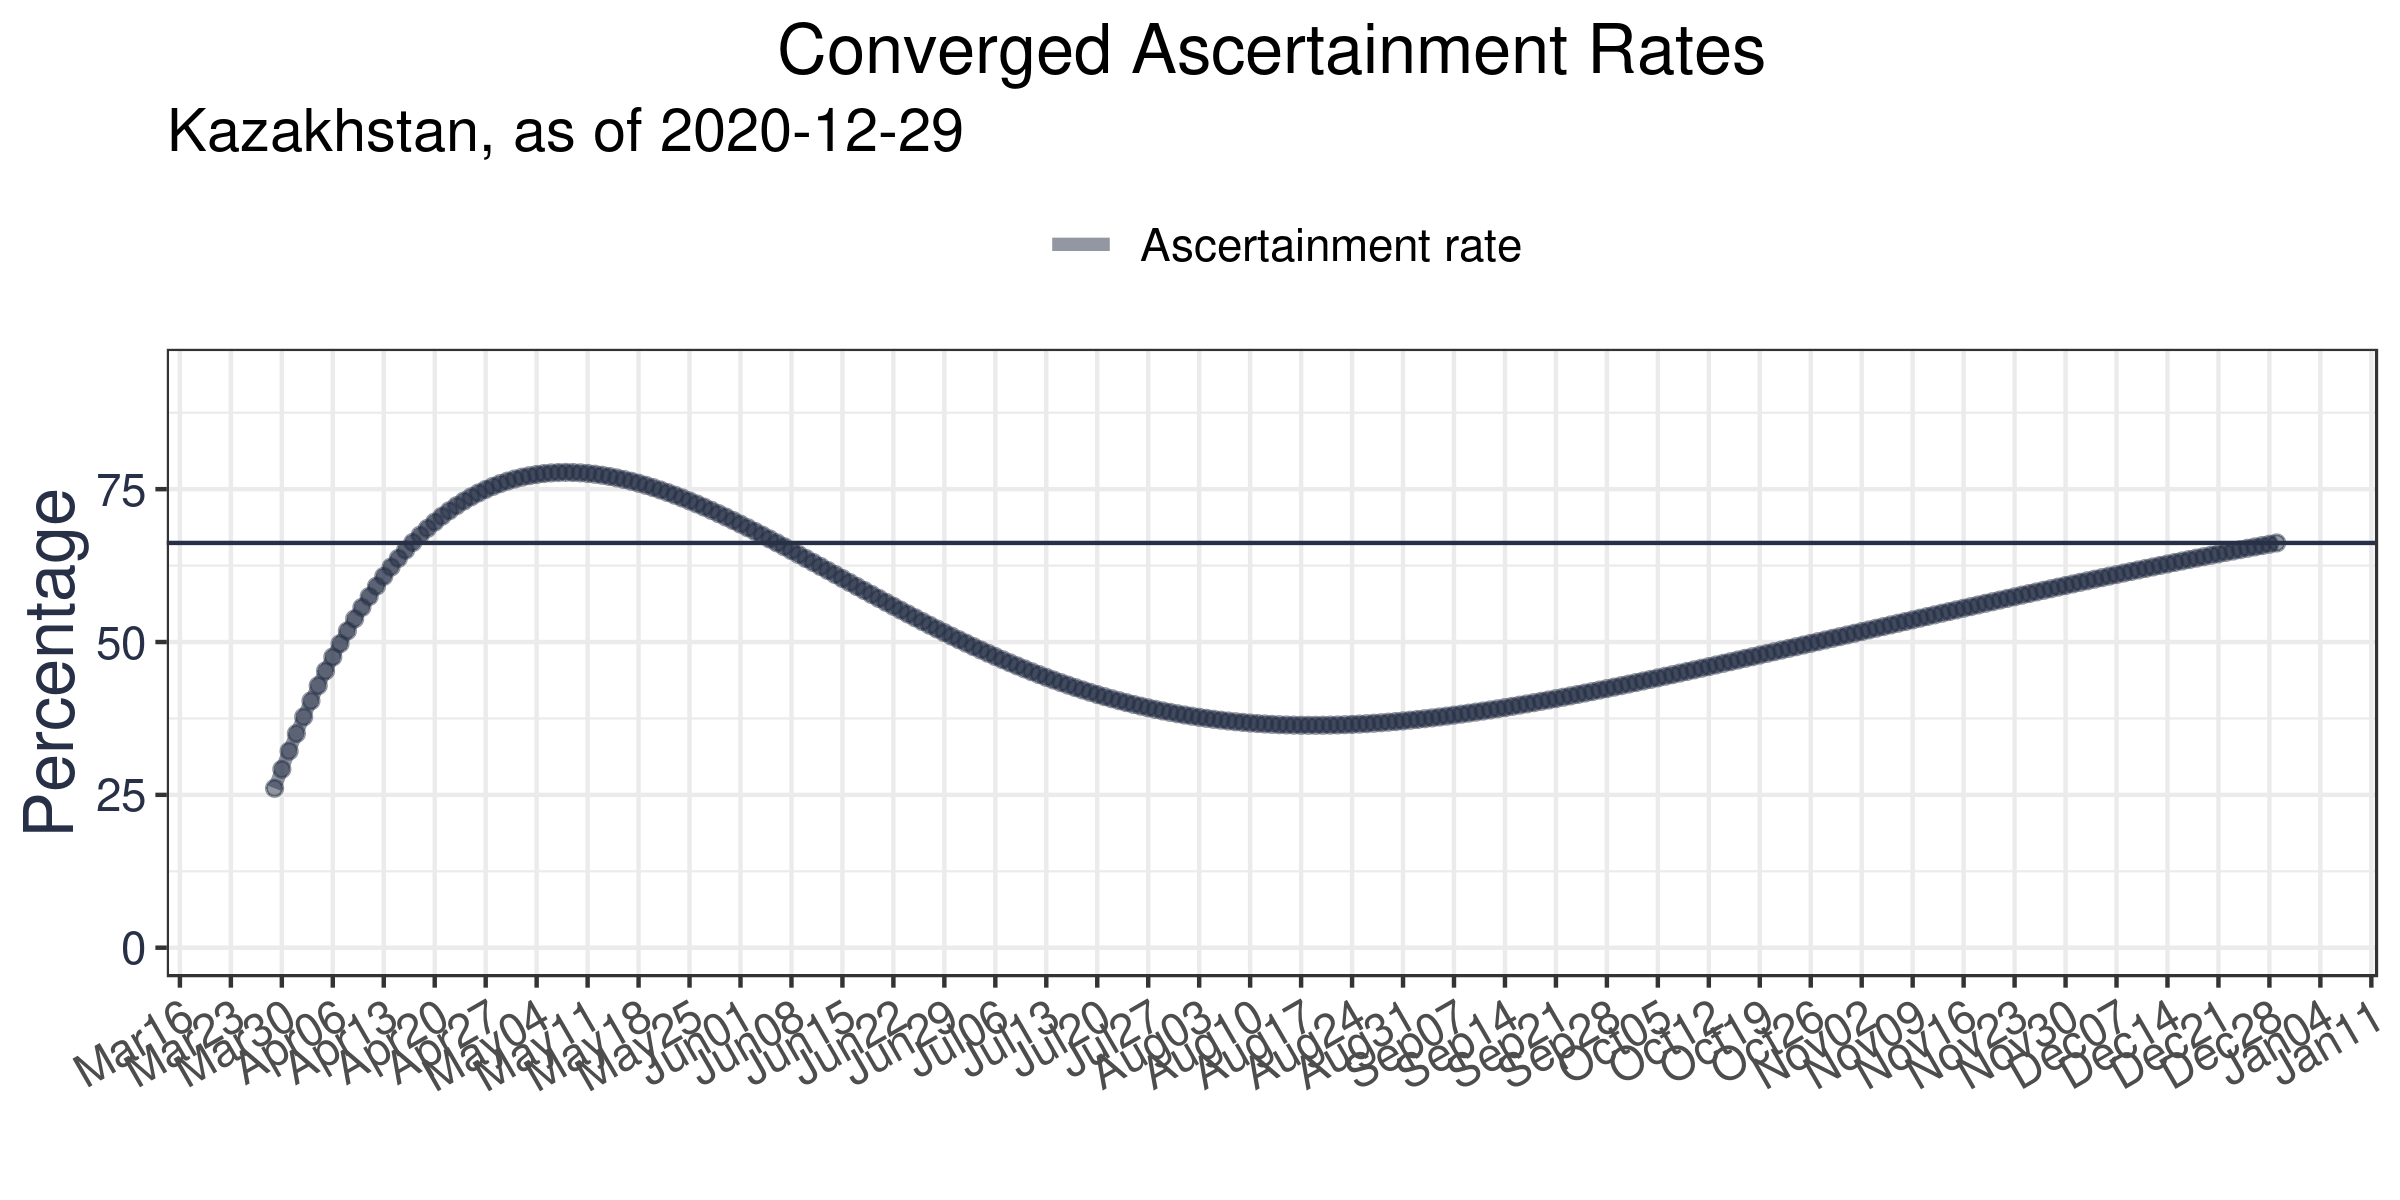 Converged Ascertainment Rates
Kazakhstan, as of 2020-12-29
Ascertainment rate
Percentage
75
50
25
0
Mar16
Mar23
Mar30
Apr06
Apr13
Apr20
Apr27
May04
May11
May18
May25
Jun01
Jun08
Jun15
Jun22
Jun29
Jul06
Jul13
Jul20
Jul27
Aug03
Aug10
Aug17
Aug24
Aug31
Sep07
Sep14
Sep21
Sep28
Oct05
Oct12
Oct19
Oct26
Nov02
Nov09
Nov16
Nov23
Nov30
Dec07
Dec14
Dec21
Dec28
Jan04
Jan11